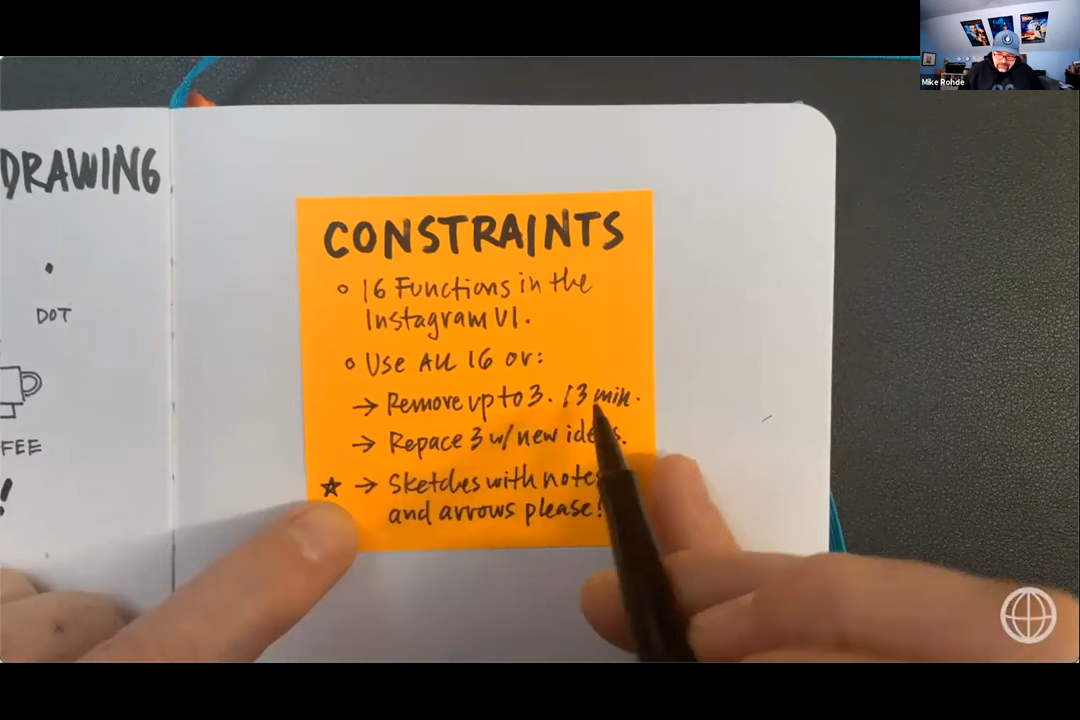 Mike Rohde
DRAWING
DOT
FEE
!
CONSTRAINTS
16 Functions in the
Instagram UI.
Use All 16 or:
→ Remove up to 3. 13 min.
→ Repace 3 w/ new ideas.
☆ → Sketches with notes
and arrows please!